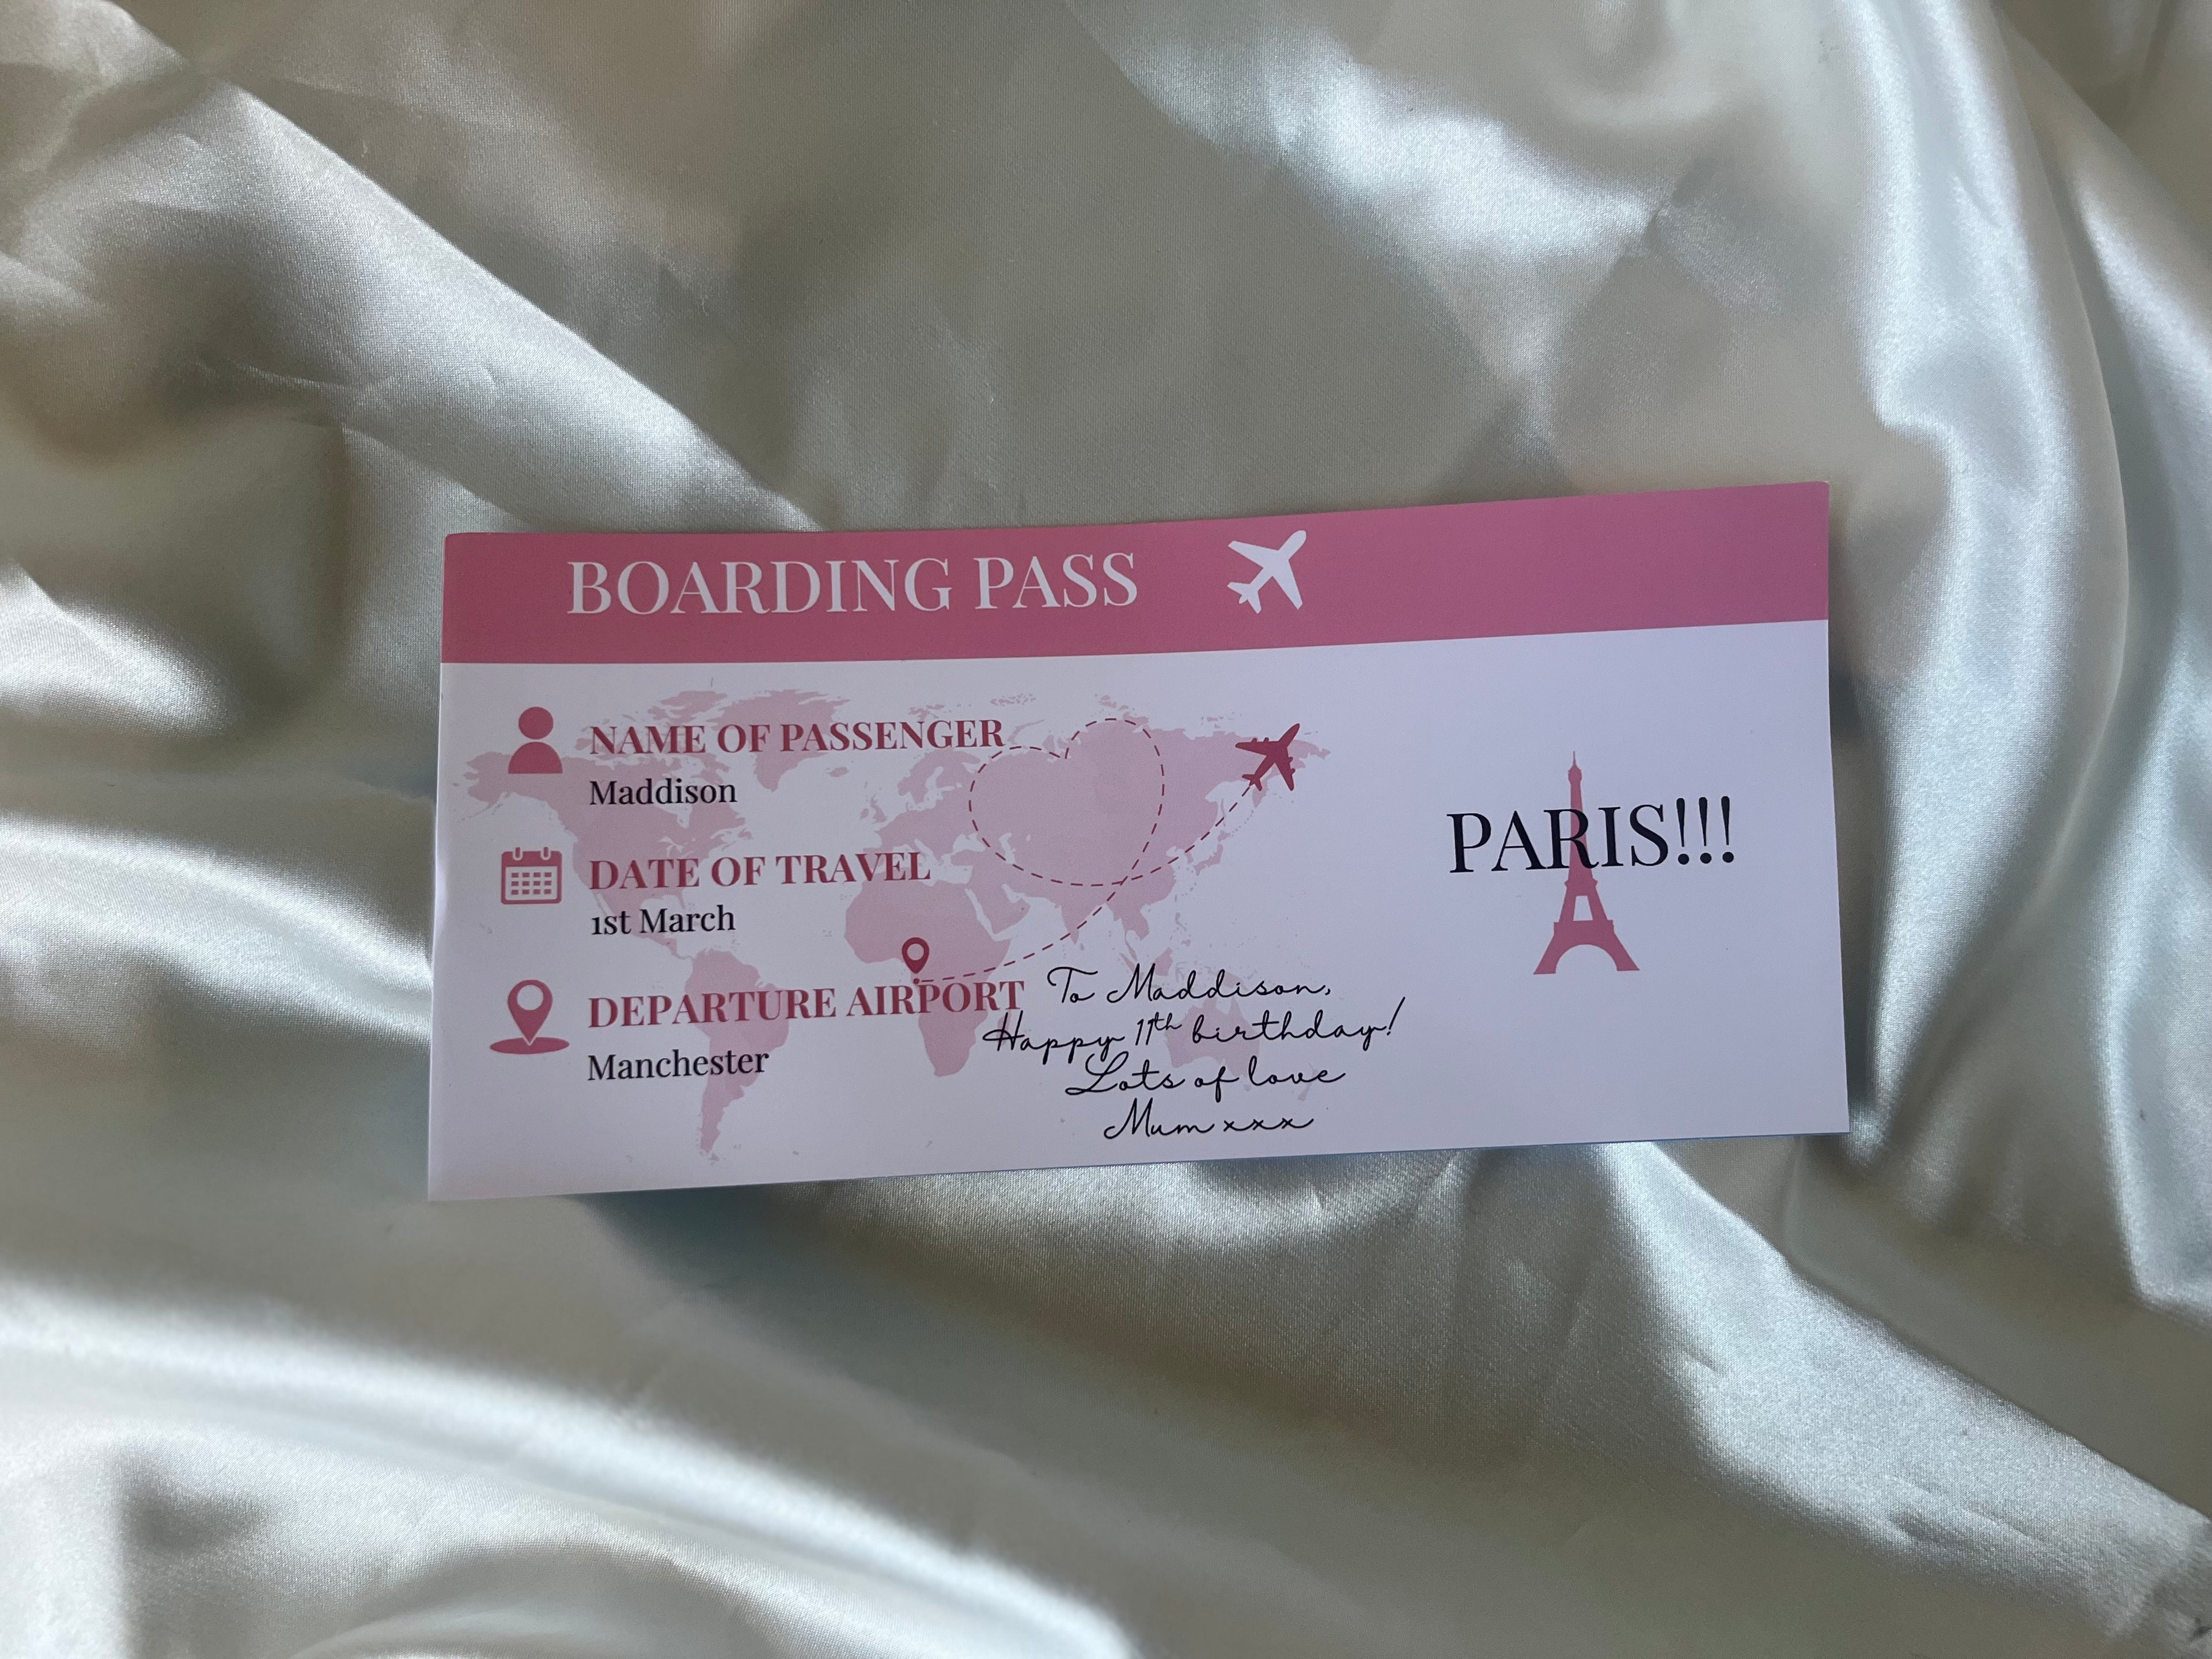 BOARDING PASS
NAME OF PASSENGER
Maddison
DATE OF TRAVEL
1st March
DEPARTURE AIRPORT
Manchester
To Maddison,
Happy 11th birthday!
Lots of love
Mum xxx
PARIS!!!